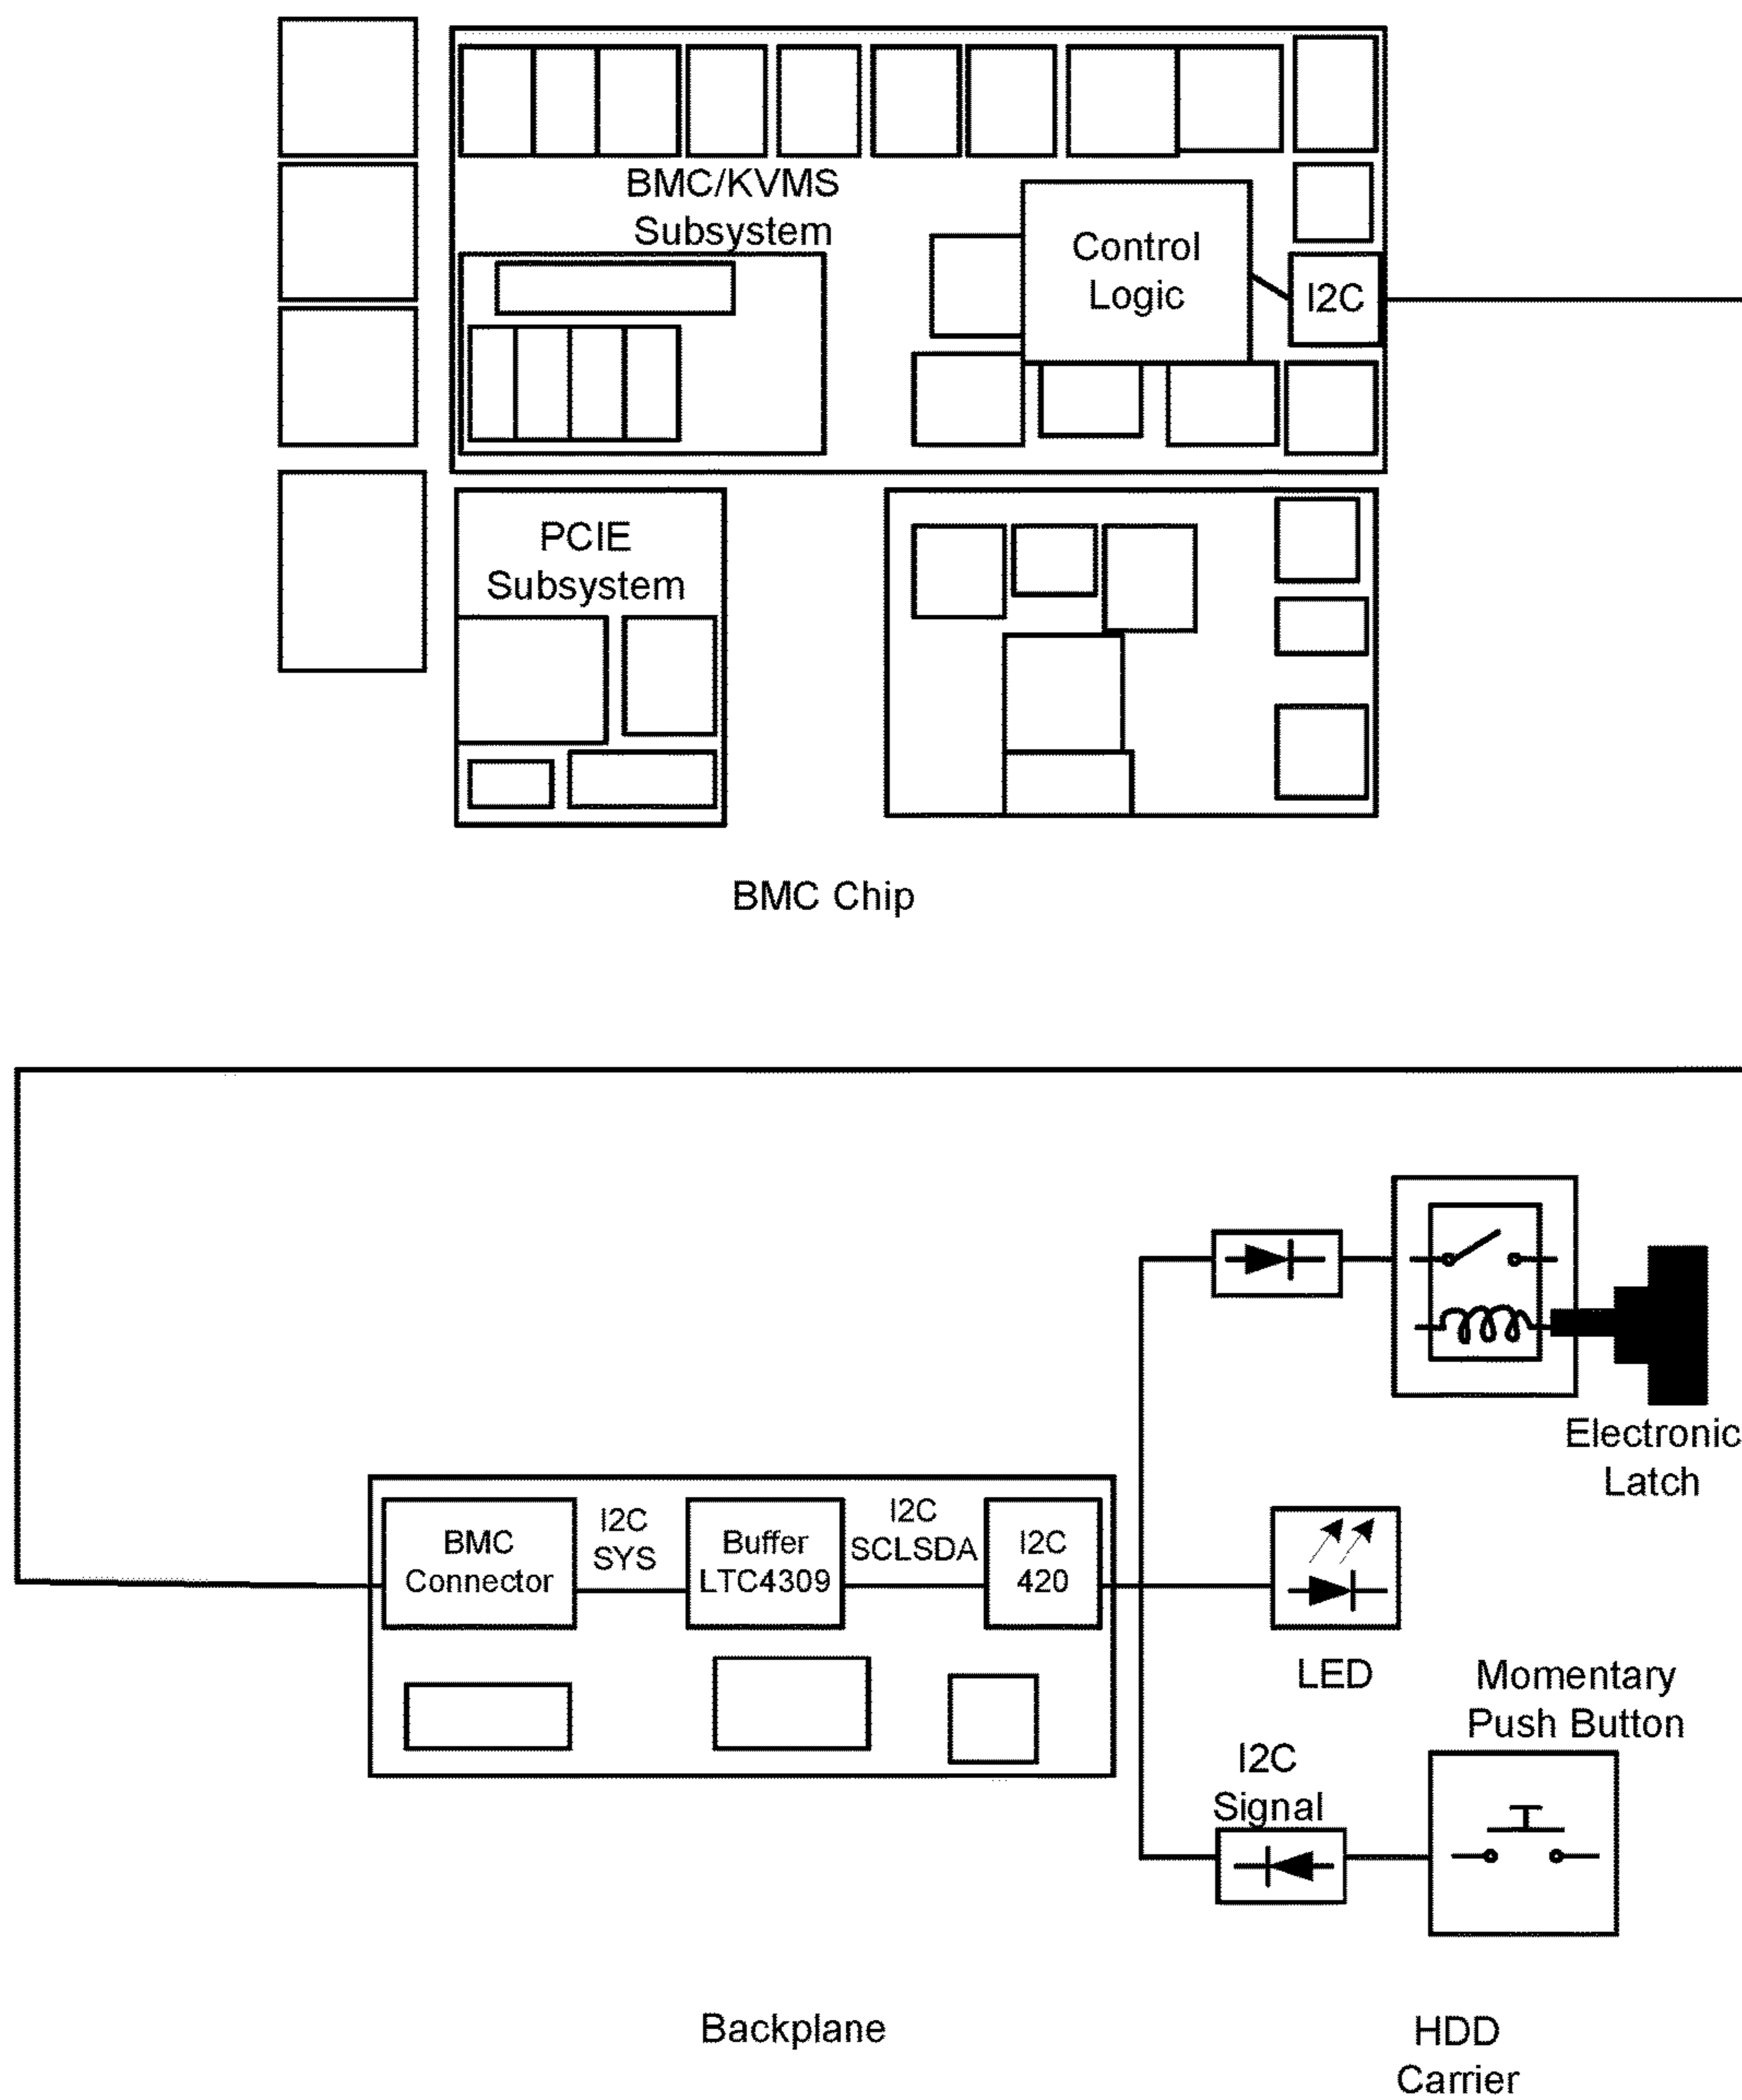 BMC/KVMS
Subsystem
Control
Logic
I2C
PCIE
Subsystem
BMC Chip
Electronic
Latch
BMC
Connector
I2C
SYS
Buffer
LTC4309
I2C
SCLSDA
I2C
420
LED
Momentary
Push Button
I2C
Signal
Backplane
HDD
Carrier